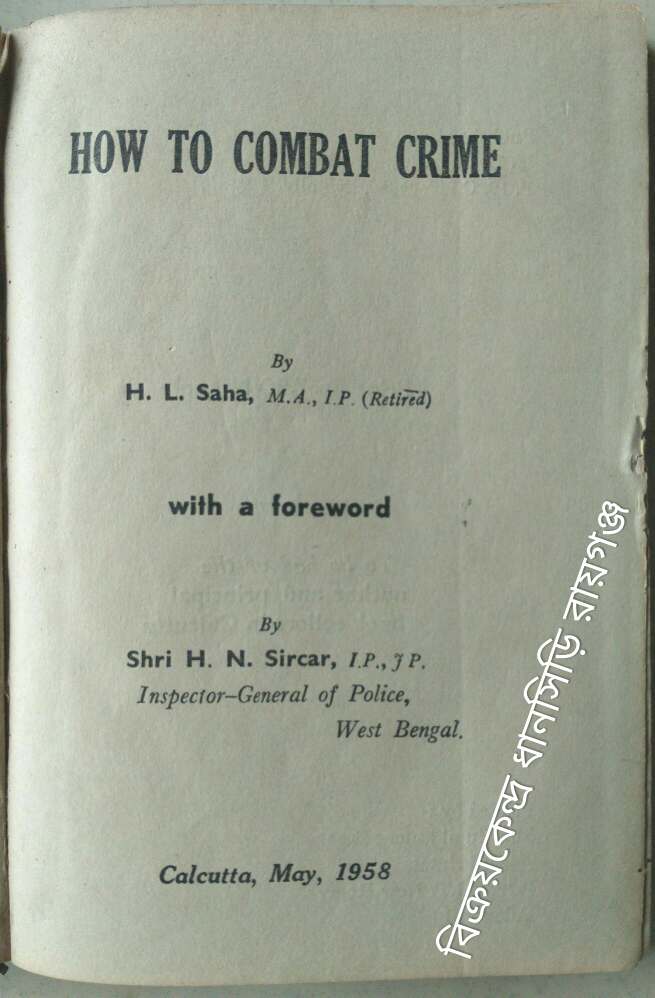 HOW TO COMBAT CRIME
By
H. L. Saha, M.A., I.P. (Retired)
with a foreword
By
Shri H. N. Sircar, I.P., J P.
Inspector-General of Police,
West Bengal.
Calcutta, May, 1958
বিক্রয়কেন্দ্র ধানসিড়ি রায়গঞ্জ